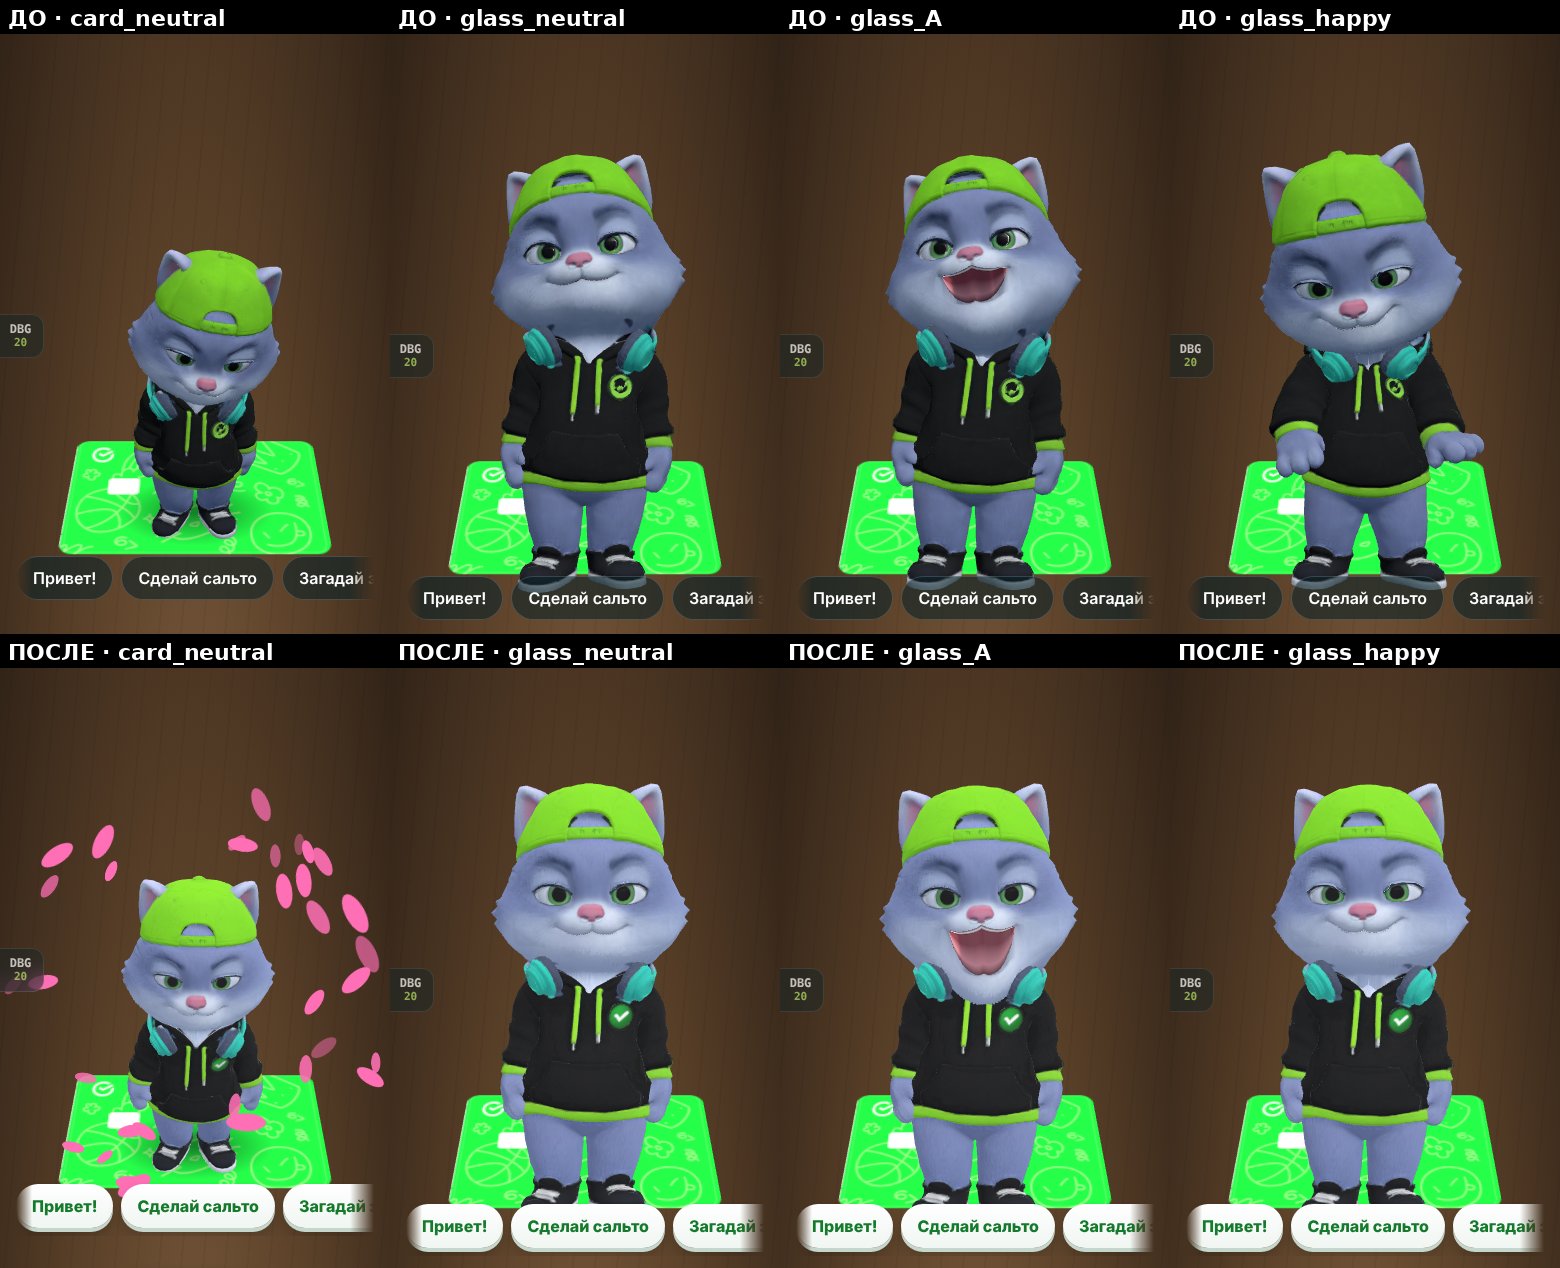 ДО · card_neutral
ДО · glass_neutral
ДО · glass_A
ДО · glass_happy
DBG
20
DBG
20
DBG
20
DBG
20
Привет!
Сделай сальто
Загадай
Привет!
Сделай сальто
Загадай
Привет!
Сделай сальто
Загадай
Привет!
Сделай сальто
Загадай
ПОСЛЕ · card_neutral
ПОСЛЕ · glass_neutral
ПОСЛЕ · glass_A
ПОСЛЕ · glass_happy
DBG
20
DBG
20
DBG
20
DBG
20
Привет!
Сделай сальто
Загадай
Привет!
Сделай сальто
Загадай
Привет!
Сделай сальто
Загадай
Привет!
Сделай сальто
Загадай